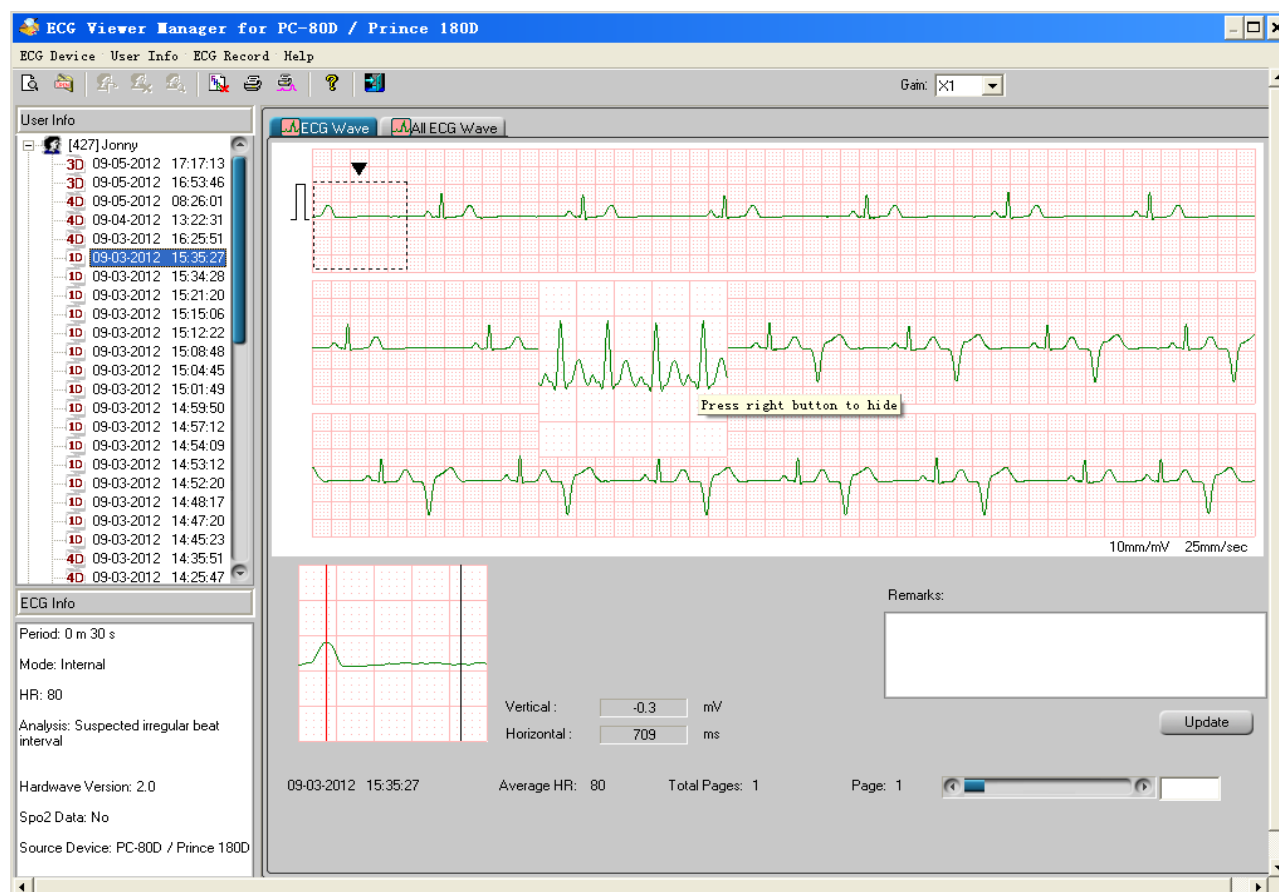 ECG Viewer Manager for PC-80D / Prince 180D
ECG Device User Info ECG Record Help
Gain: X1
User Info
[427] Jonny
3D 09-05-2012 17:17:13
3D 09-05-2012 16:53:46
4D 09-05-2012 08:26:01
4D 09-04-2012 13:22:31
4D 09-03-2012 16:25:51
1D 09-03-2012 15:35:27
1D 09-03-2012 15:34:28
1D 09-03-2012 15:21:20
1D 09-03-2012 15:15:06
1D 09-03-2012 15:12:22
1D 09-03-2012 15:08:48
1D 09-03-2012 15:04:45
1D 09-03-2012 15:01:49
1D 09-03-2012 14:59:50
1D 09-03-2012 14:57:12
1D 09-03-2012 14:54:09
1D 09-03-2012 14:53:12
1D 09-03-2012 14:52:20
1D 09-03-2012 14:48:17
1D 09-03-2012 14:47:20
1D 09-03-2012 14:45:23
4D 09-03-2012 14:35:51
4D 09-03-2012 14:25:47
ECG Info
Period: 0 m 30 s
Mode: Internal
HR: 80
Analysis: Suspected irregular beat
interval
Hardwave Version: 2.0
Spo2 Data: No
Source Device: PC-80D / Prince 180D
ECG Wave All ECG Wave
Press right button to hide
10mm/mV 25mm/sec
Remarks:
Vertical : -0.3 mV
Horizontal : 709 ms
Update
09-03-2012 15:35:27 Average HR: 80 Total Pages: 1 Page: 1